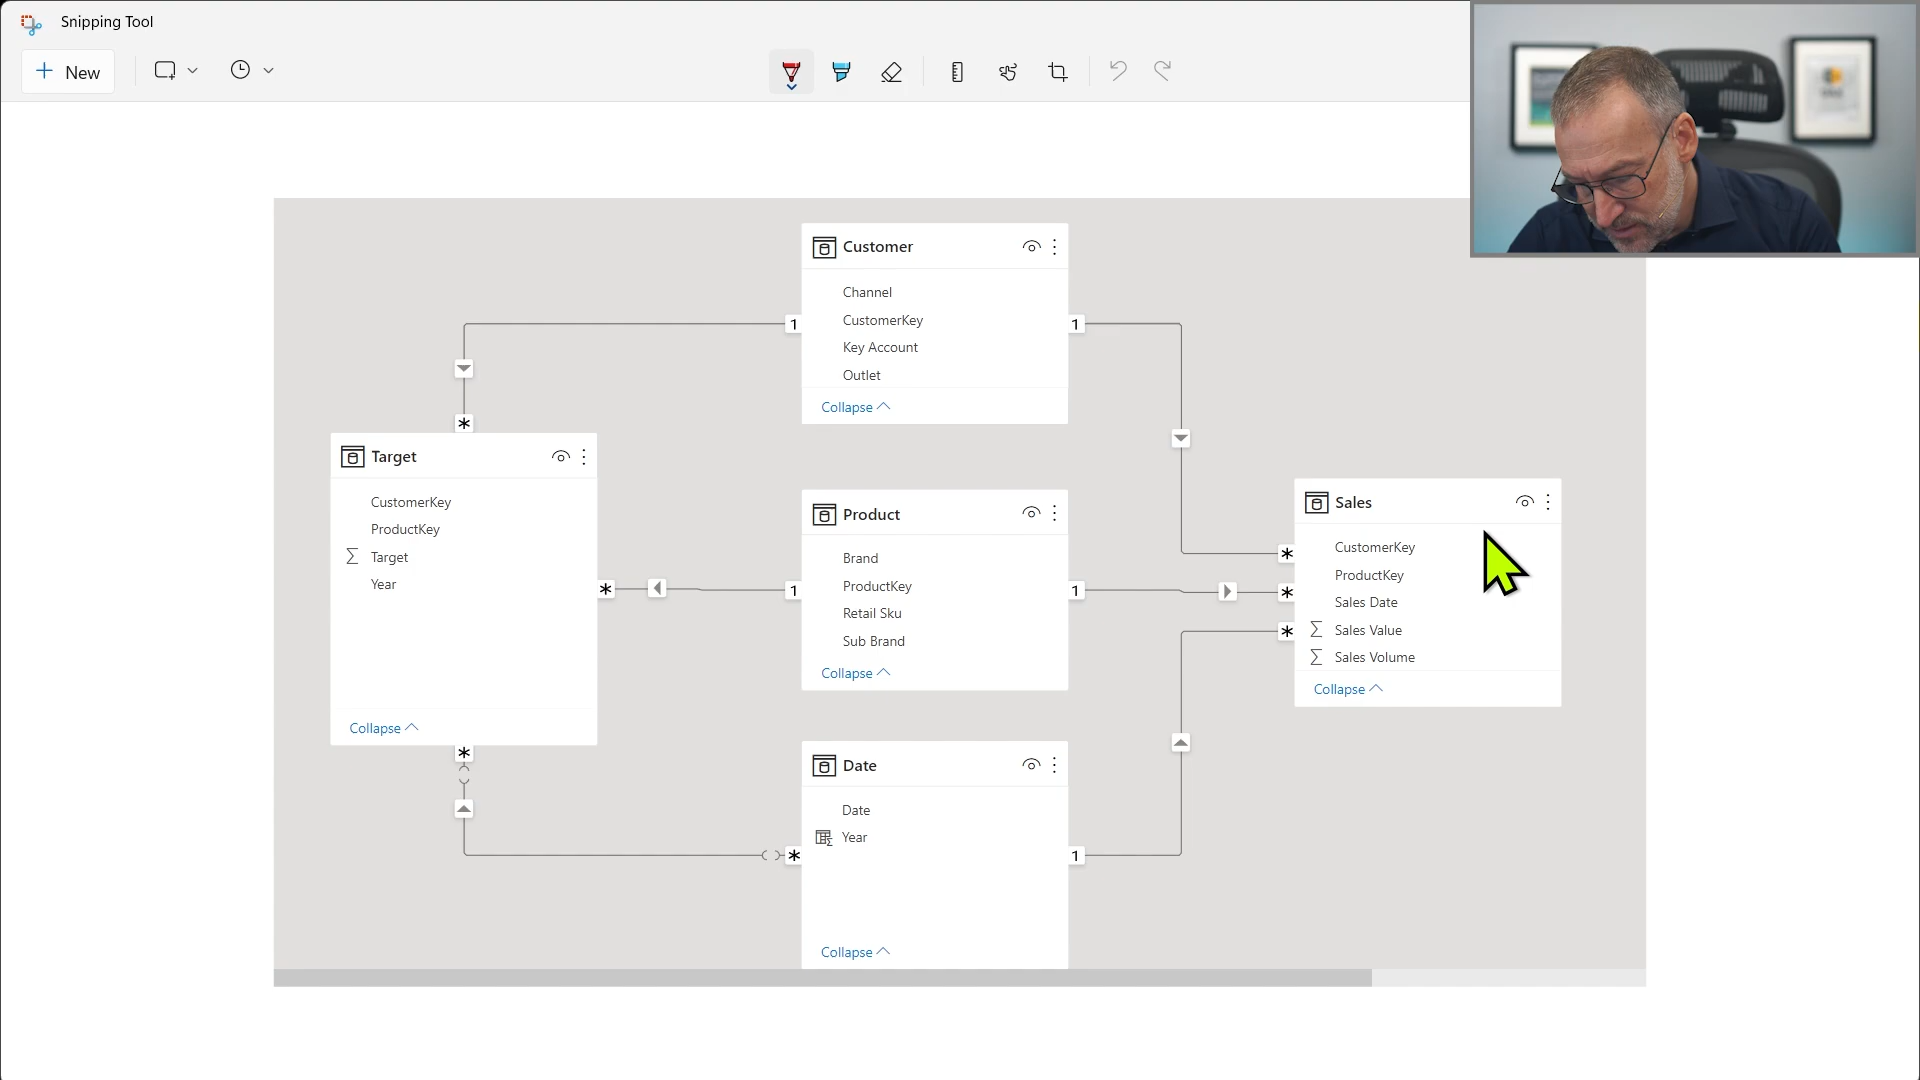 Snipping Tool
New
Customer
Channel
CustomerKey
Key Account
Outlet
Collapse
1
1
*
Target
CustomerKey
ProductKey
Target
Year
Collapse
*
*
Product
Brand
ProductKey
Retail Sku
Sub Brand
Collapse
1
1
Sales
CustomerKey
ProductKey
Sales Date
Sales Value
Sales Volume
Collapse
*
*
*
Date
Date
Year
Collapse
*
1